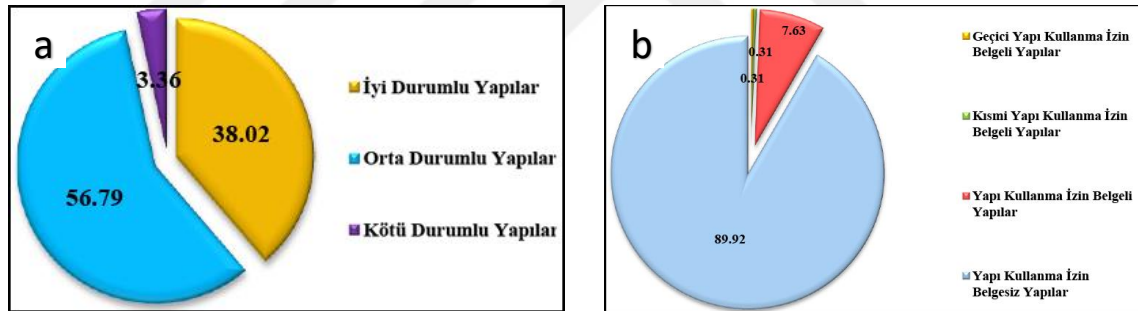 a
3.36
38.02
56.79
İyi Durumlu Yapılar
Orta Durumlu Yapılar
Kötü Durumlu Yapılar
b
7.63
0.31
0.31
89.92
Geçici Yapı Kullanma İzin
Belgeli Yapılar
Kısmi Yapı Kullanma İzin
Belgeli Yapılar
Yapı Kullanma İzin Belgeli
Yapılar
Yapı Kullanma İzin
Belgesiz Yapılar